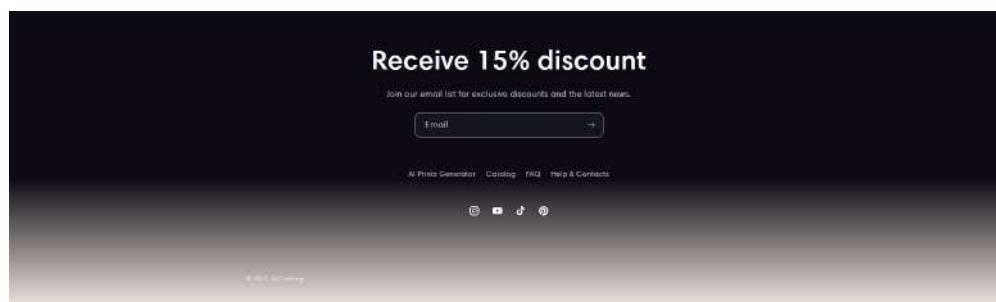 Receive 15% discount
Join our email list for exclusive discounts and the latest news.
Email
AI Prints Generator Catalog FAQ Help & Contacts